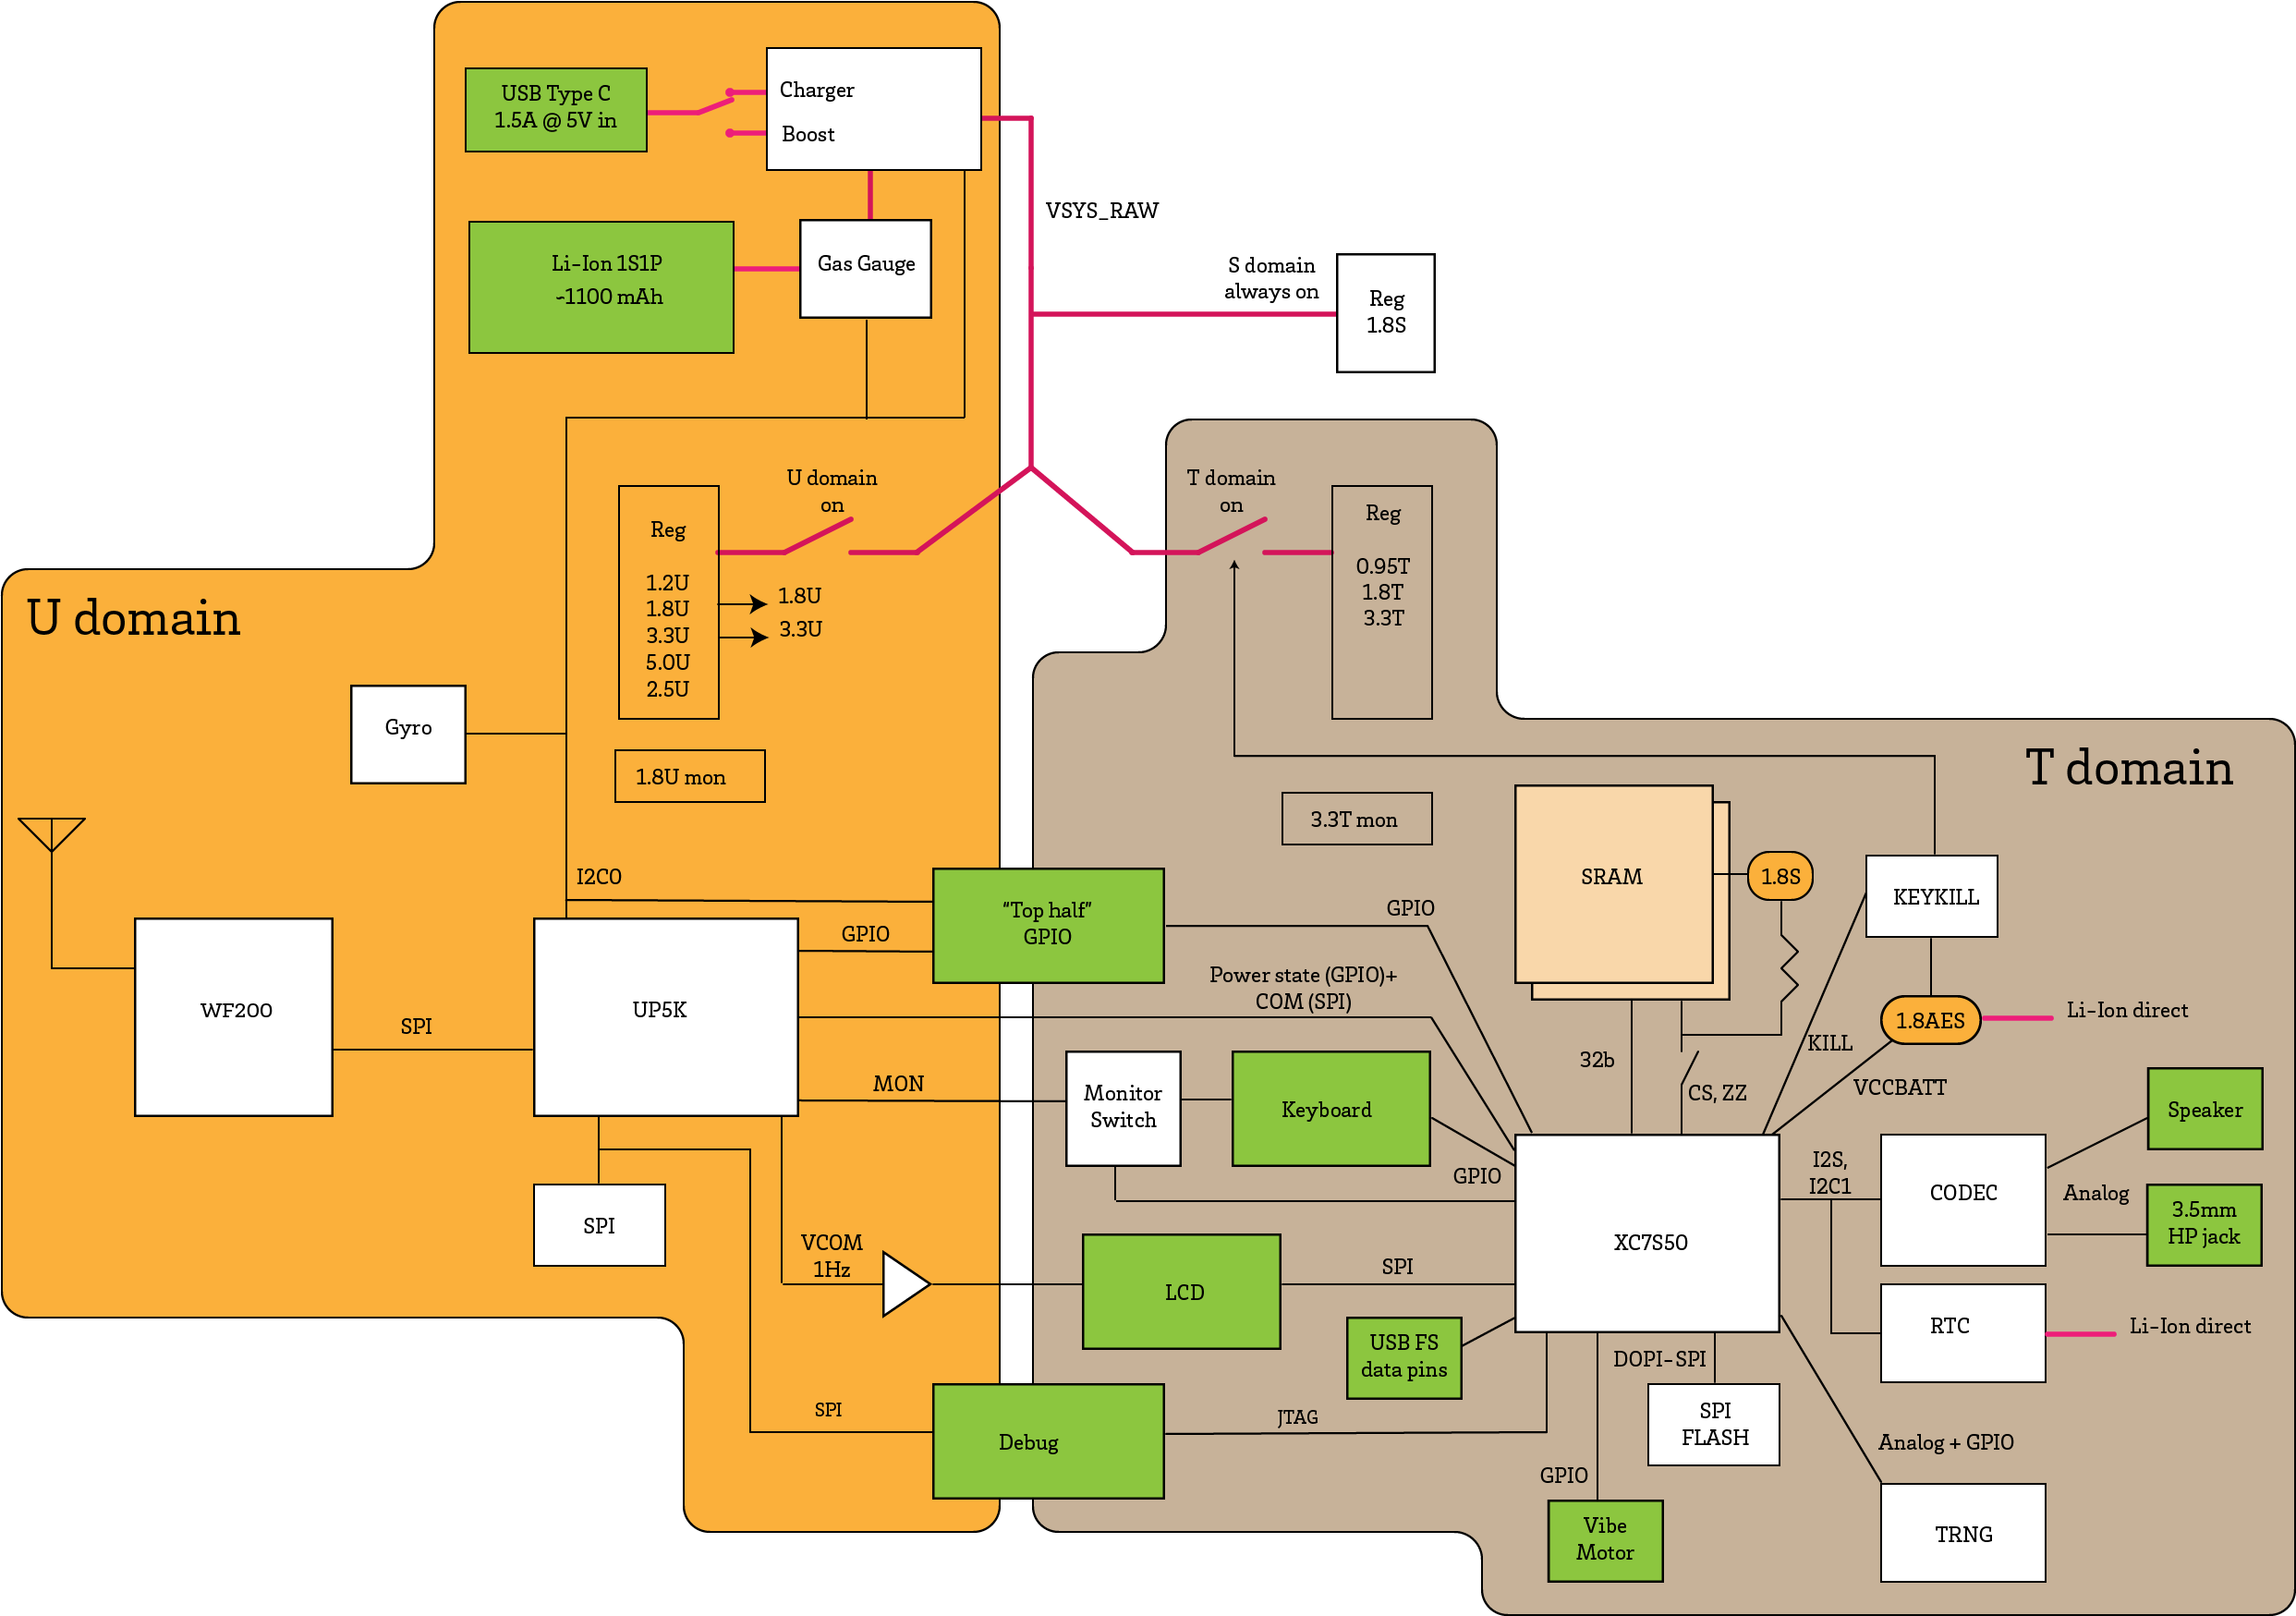 USB Type C
1.5A @ 5V in
Charger
Boost
VSYS_RAW
Li-Ion 1S1P
~1100 mAh
Gas Gauge
S domain
always on
Reg
1.8S
U domain
on
T domain
on
Reg
1.2U
1.8U
3.3U
5.0U
2.5U
1.8U
3.3U
Reg
0.95T
1.8T
3.3T
U domain
T domain
Gyro
1.8U mon
3.3T mon
I2C0
"Top half"
GPIO
GPIO
GPIO
SRAM
1.8S
KEYKILL
WF200
SPI
UP5K
Power state (GPIO)+
COM (SPI)
1.8AES
Li-Ion direct
KILL
VCCBATT
32b
CS, ZZ
MON
Monitor
Switch
Keyboard
GPIO
Speaker
I2S,
I2C1
CODEC
Analog
3.5mm
HP jack
SPI
VCOM
1Hz
LCD
SPI
XC7S50
RTC
Li-Ion direct
USB FS
data pins
DOPI-SPI
SPI
FLASH
SPI
Debug
JTAG
GPIO
Analog + GPIO
Vibe
Motor
TRNG